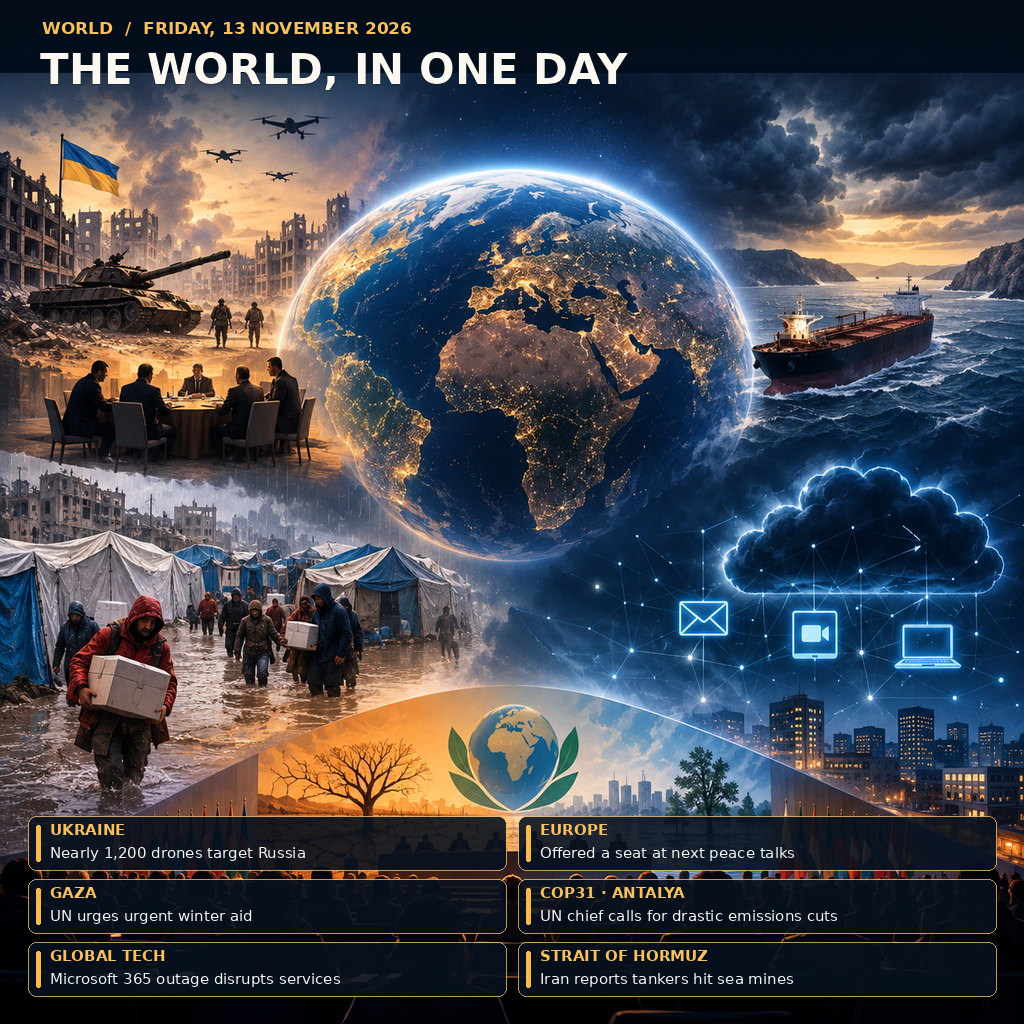 WORLD / FRIDAY, 13 NOVEMBER 2026
THE WORLD, IN ONE DAY
UKRAINE
Nearly 1,200 drones target Russia
EUROPE
Offered a seat at next peace talks
GAZA
UN urges urgent winter aid
COP31 · ANTALYA
UN chief calls for drastic emissions cuts
GLOBAL TECH
Microsoft 365 outage disrupts services
STRAIT OF HORMUZ
Iran reports tankers hit sea mines